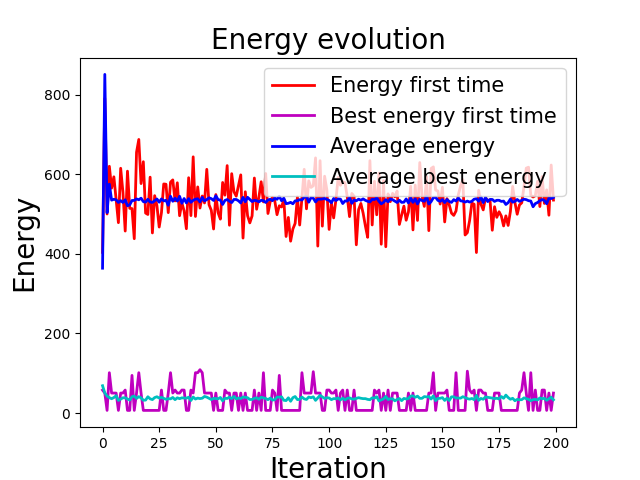 Energy evolution
Energy first time
Best energy first time
Average energy
Average best energy
Energy
800
600
400
200
0
0 25 50 75 100 125 150 175 200
Iteration